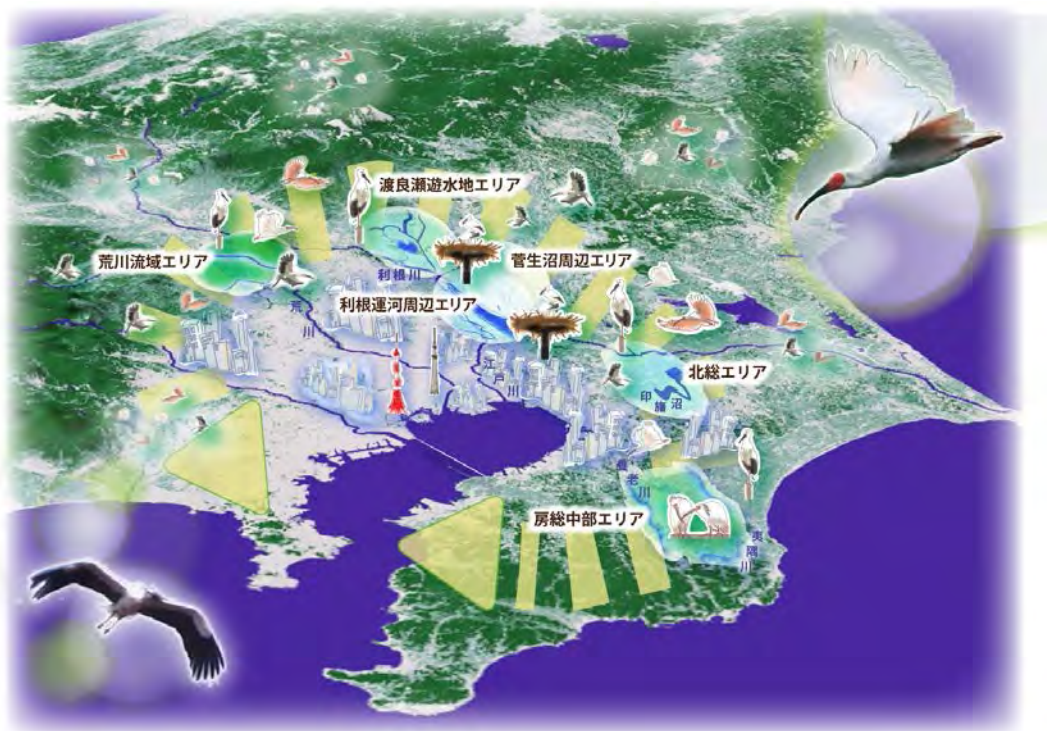 渡良瀬遊水地エリア
荒川流域エリア
利根川
菅生沼周辺エリア
利根運河周辺エリア
荒川
江戸川
北総エリア
印旛沼
養老川
房総中部エリア
夷隅川